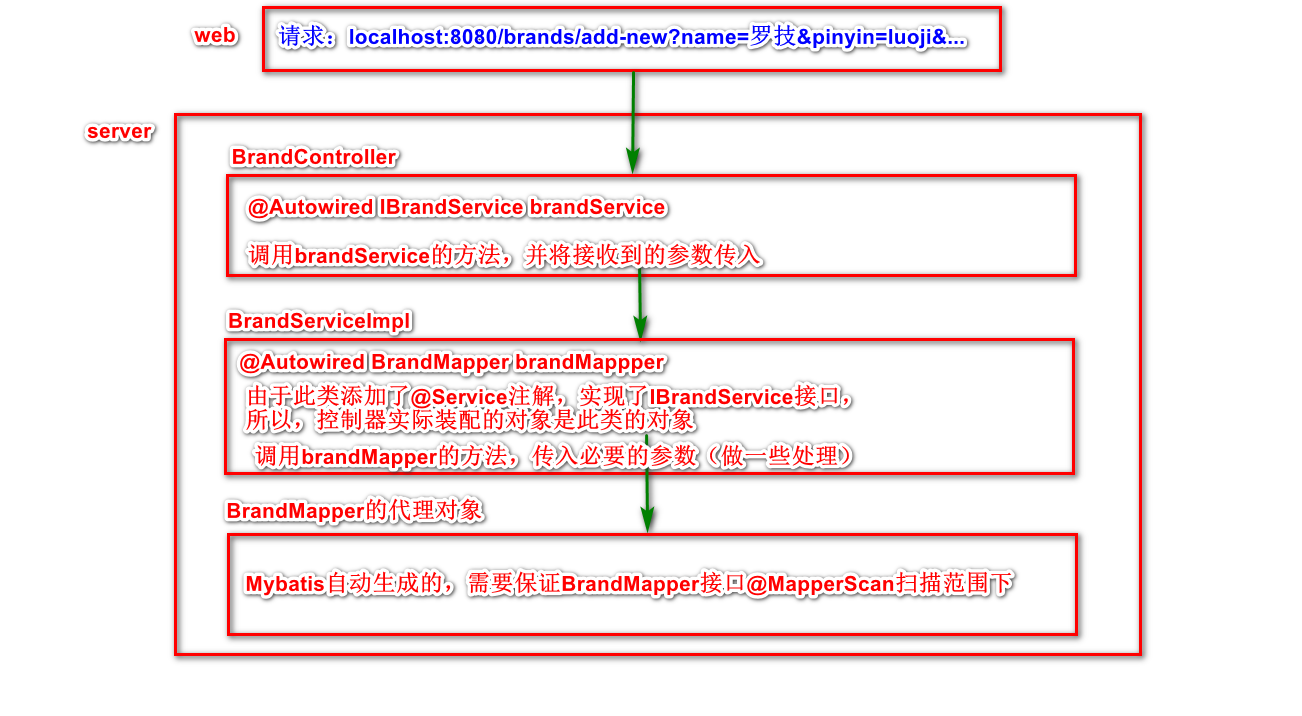 web
请求：localhost:8080/brands/add-new?name=罗技&pinyin=luoji&...
server
BrandController
@Autowired IBrandService brandService
调用brandService的方法，并将接收到的参数传入
BrandServiceImpl
@Autowired BrandMapper brandMappper
由于此类添加了@Service注解，实现了IBrandService接口，
所以，控制器实际装配的对象是此类的对象
调用brandMapper的方法，传入必要的参数（做一些处理）
BrandMapper的代理对象
Mybatis自动生成的，需要保证BrandMapper接口@MapperScan扫描范围下